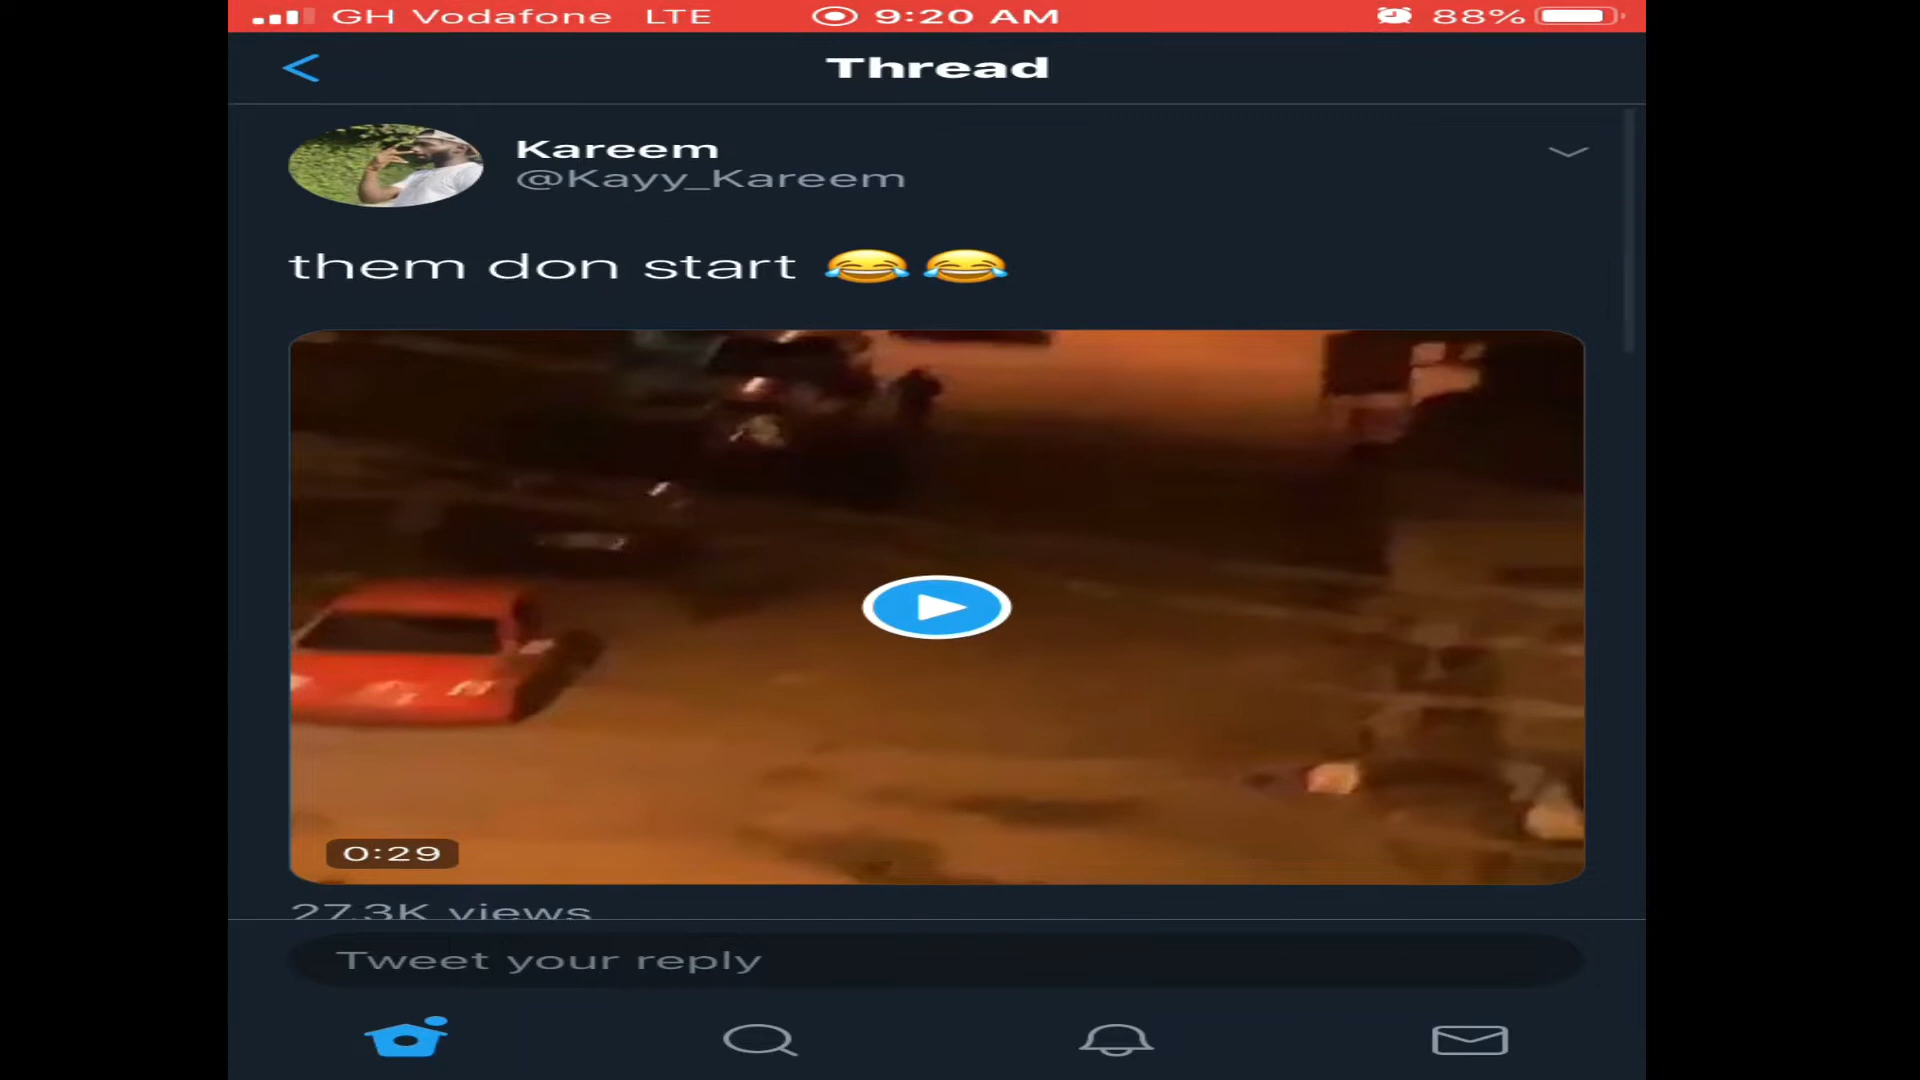 GH Vodafone LTE 9:20 AM 88%
Thread
Kareem
@Kayy_Kareem
them don start 😂😂
0:29
27.3K views
Tweet your reply